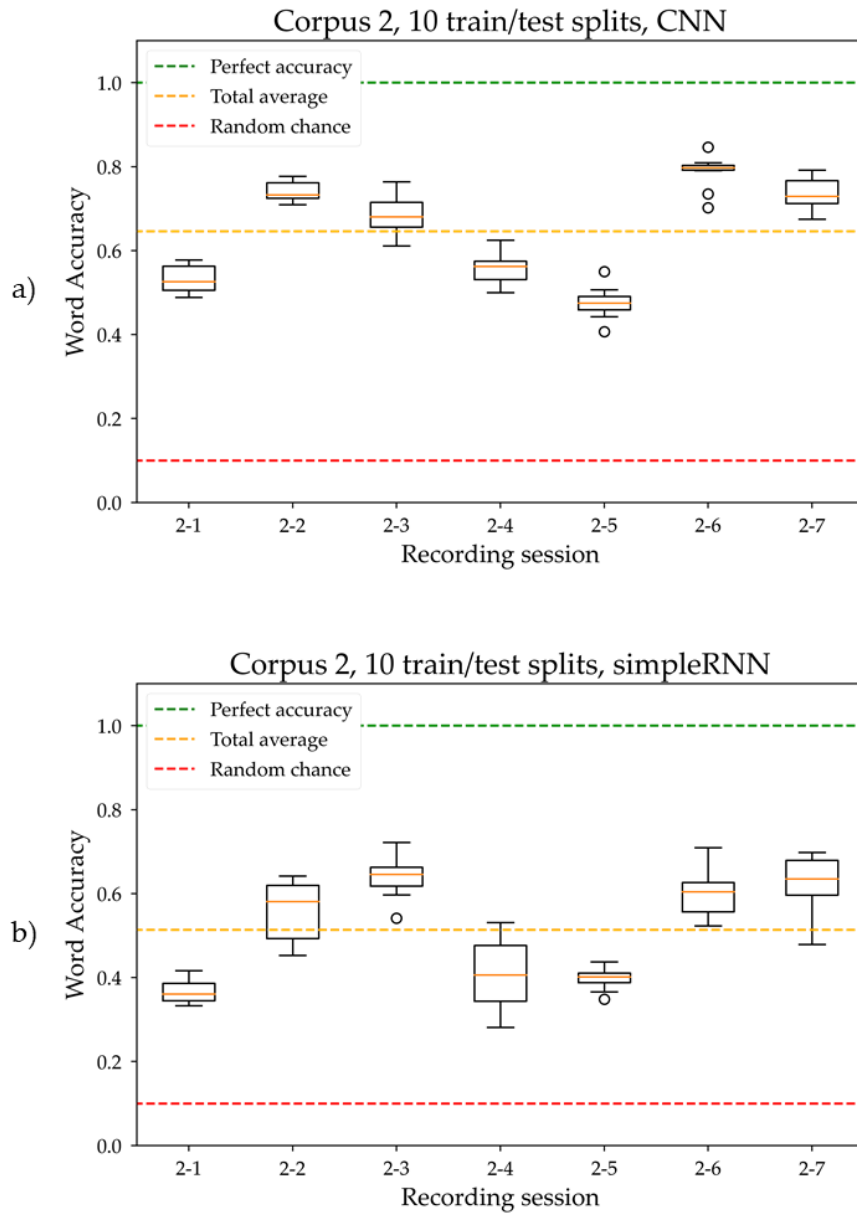 Corpus 2, 10 train/test splits, CNN
Perfect accuracy
Total average
Random chance
1.0
0.8
0.6
0.4
0.2
0.0
a)
Word Accuracy
2-1 2-2 2-3 2-4 2-5 2-6 2-7
Recording session
Corpus 2, 10 train/test splits, simpleRNN
Perfect accuracy
Total average
Random chance
1.0
0.8
0.6
0.4
0.2
0.0
b)
Word Accuracy
2-1 2-2 2-3 2-4 2-5 2-6 2-7
Recording session